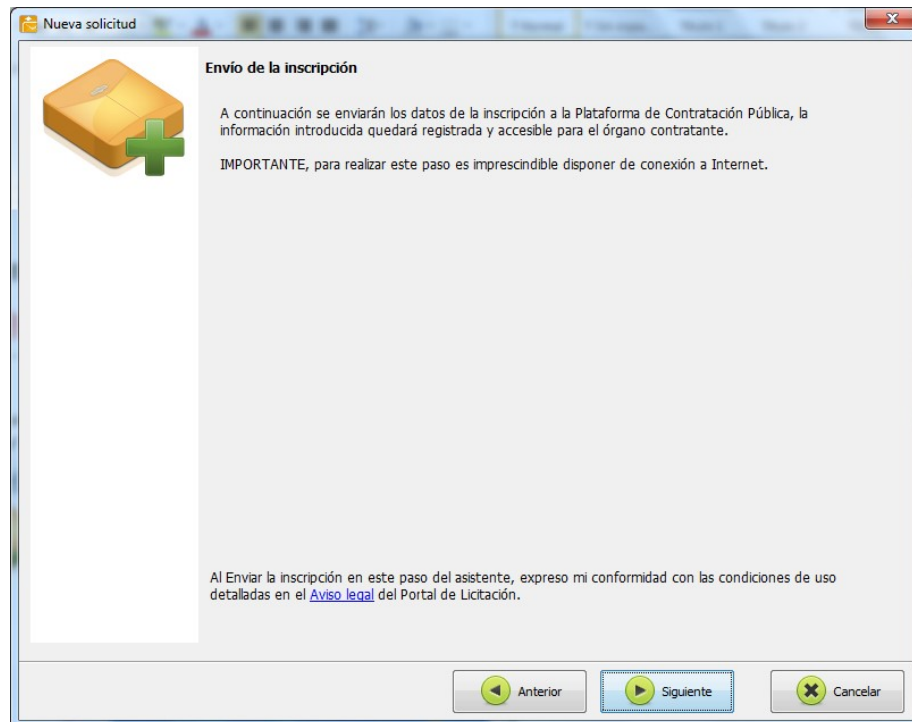 Nueva solicitud
Envío de la inscripción
A continuación se enviarán los datos de la inscripción a la Plataforma de Contratación Pública, la
información introducida quedará registrada y accesible para el órgano contratante.
IMPORTANTE, para realizar este paso es imprescindible disponer de conexión a Internet.
Al Enviar la inscripción en este paso del asistente, expreso mi conformidad con las condiciones de uso
detalladas en el Aviso legal del Portal de Licitación.
Anterior Siguiente Cancelar